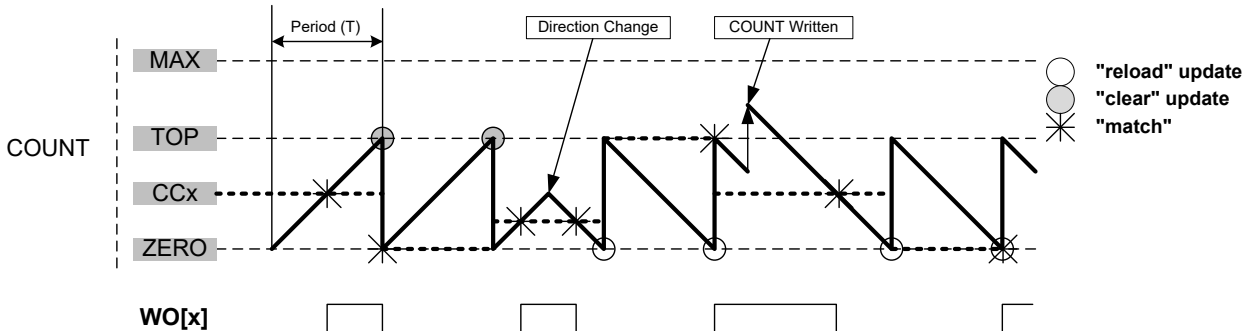 Period (T)
Direction Change
COUNT Written
MAX
"reload" update
"clear" update
"match"
TOP
COUNT
CCx
ZERO
WO[x]